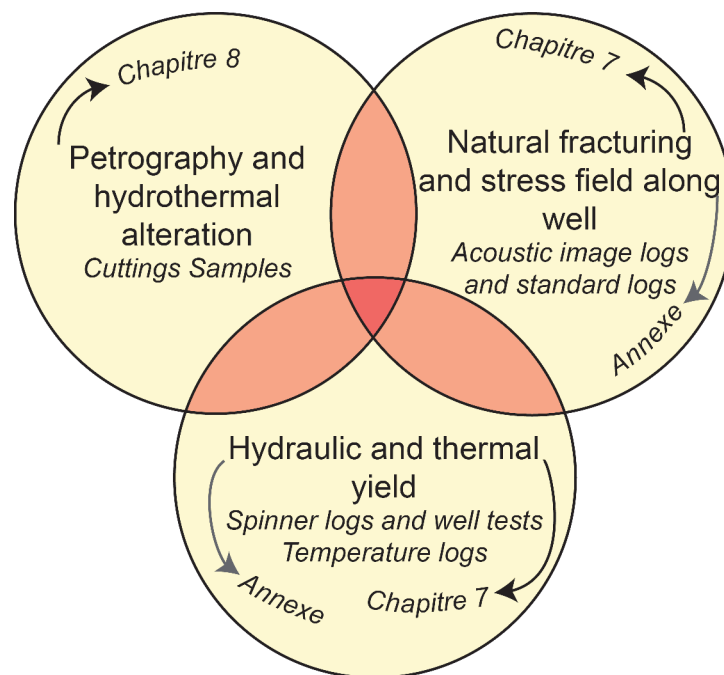 Chapitre 8
Petrography and
hydrothermal
alteration
Cuttings Samples
Chapitre 7
Natural fracturing
and stress field along
well
Acoustic image logs
and standard logs
Annexe
Hydraulic and thermal
yield
Spinner logs and well tests
Temperature logs
Annexe
Chapitre 7